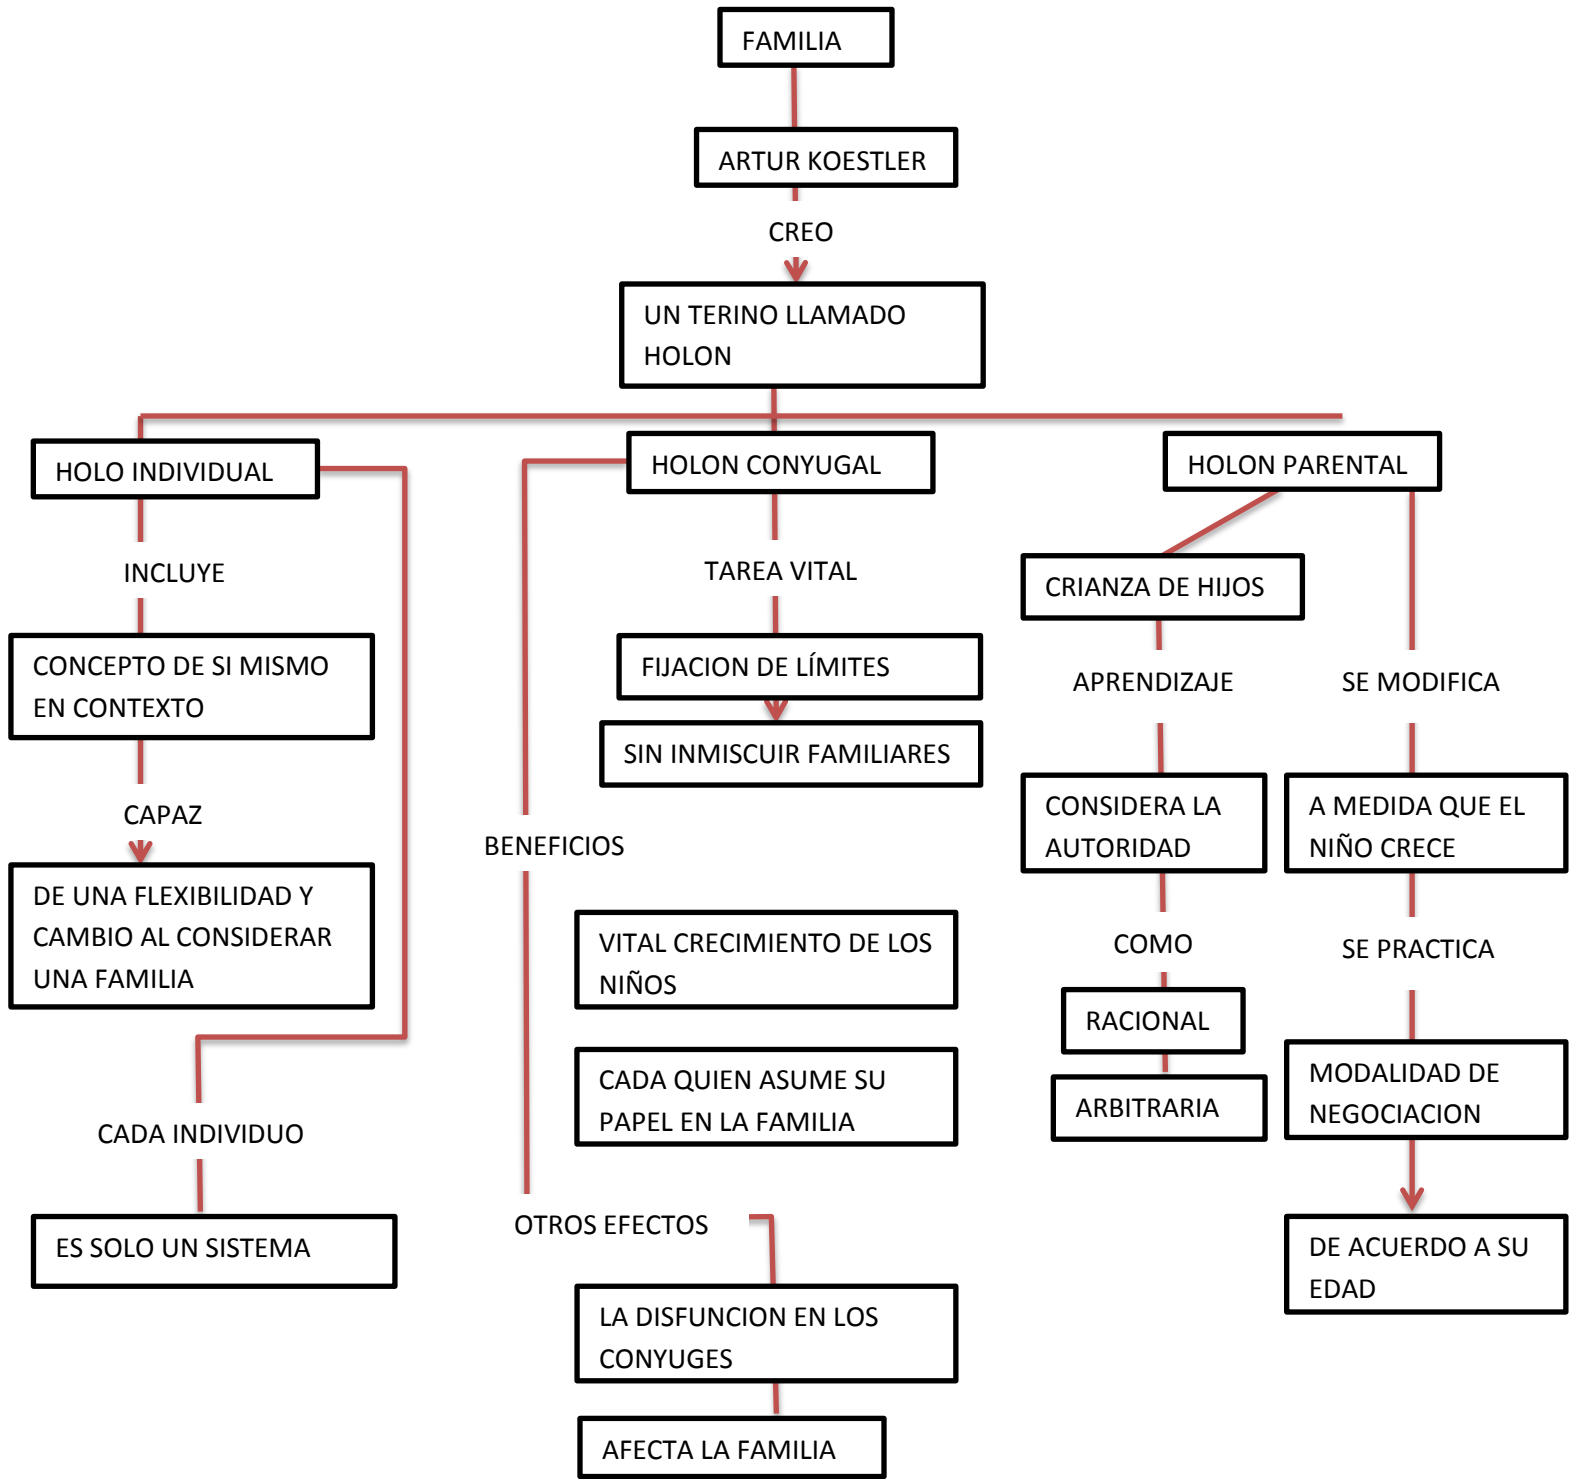 FAMILIA
ARTUR KOESTLER
CREO
UN TERINO LLAMADO
HOLON
HOLO INDIVIDUAL
INCLUYE
CONCEPTO DE SI MISMO
EN CONTEXTO
CAPAZ
DE UNA FLEXIBILIDAD Y
CAMBIO AL CONSIDERAR
UNA FAMILIA
CADA INDIVIDUO
ES SOLO UN SISTEMA
HOLON CONYUGAL
TAREA VITAL
FIJACION DE LÍMITES
SIN INMISCUIR FAMILIARES
BENEFICIOS
VITAL CRECIMIENTO DE LOS
NIÑOS
CADA QUIEN ASUME SU
PAPEL EN LA FAMILIA
OTROS EFECTOS
LA DISFUNCION EN LOS
CONYUGES
AFECTA LA FAMILIA
HOLON PARENTAL
CRIANZA DE HIJOS
APRENDIZAJE
CONSIDERA LA
AUTORIDAD
COMO
RACIONAL
ARBITRARIA
SE MODIFICA
A MEDIDA QUE EL
NIÑO CRECE
SE PRACTICA
MODALIDAD DE
NEGOCIACION
DE ACUERDO A SU
EDAD